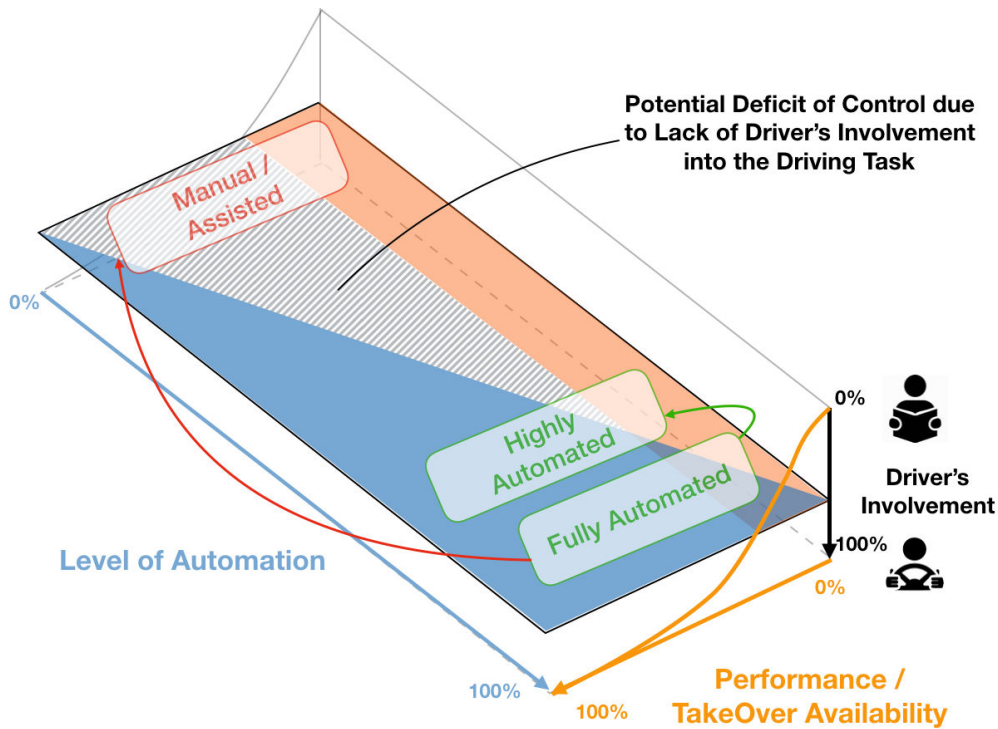 Potential Deficit of Control due
to Lack of Driver's Involvement
into the Driving Task
Manual /
Assisted
0%
0%
Highly
Automated
Driver's
Involvement
Fully Automated
100%
Level of Automation
0%
100%
Performance /
TakeOver Availability
100%